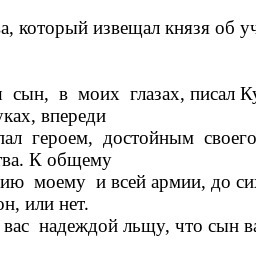 а, который извещал князя об уч
сын, в моих глазах, писал Ку
уках, впереди
пал героем, достойным своего
тва. К общему
ию моему и всей армии, до си
он, или нет.
вас надеждой льщу, что сын ва